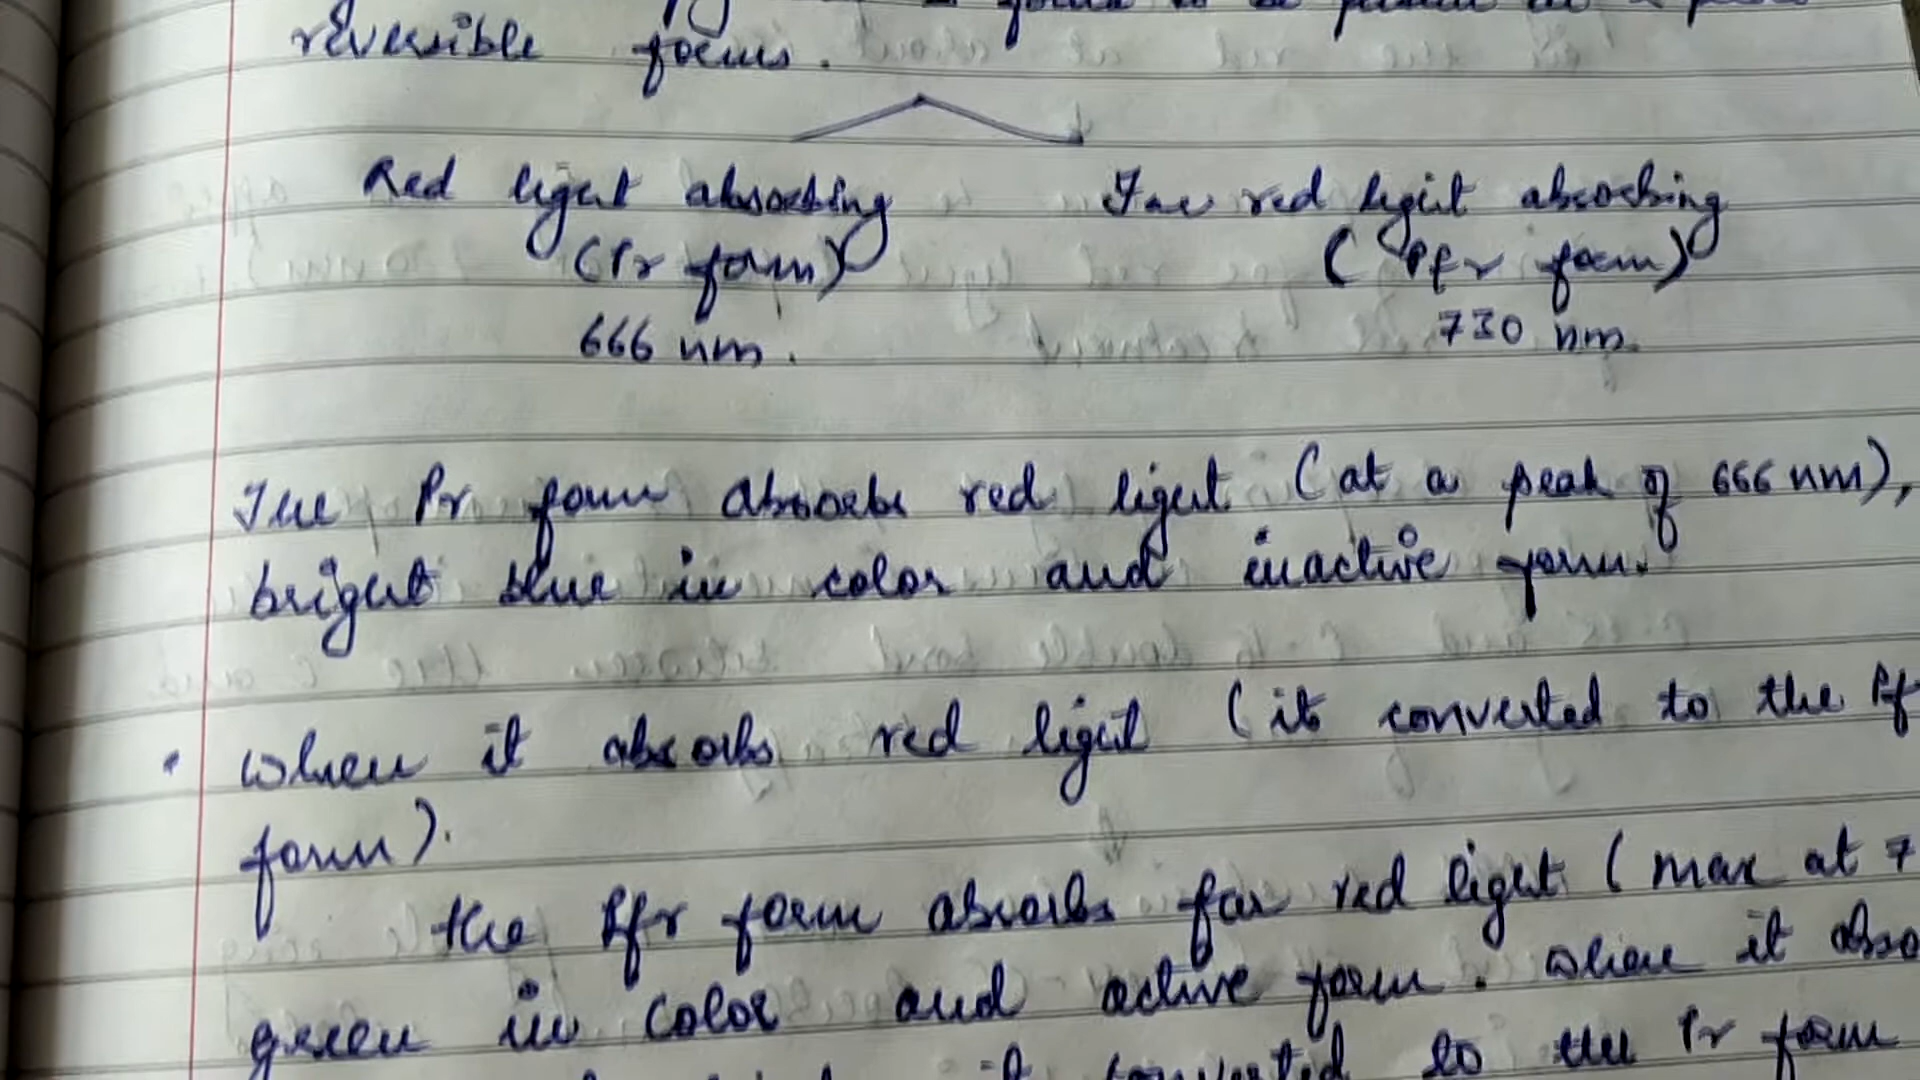 reversible forms.
Red light absorbing Far red light absorbing
(Pr form) (Pfr form)
666 nm. 730 nm.
The Pr form absorbs red light (at a peak of 666 nm),
bright blue in color and inactive form.
• when it absorbs red light (it converted to the Pf
form).
the Pfr form absorbs far red light (max at 7
green in color and active form. when it abso
converted to the Pr form